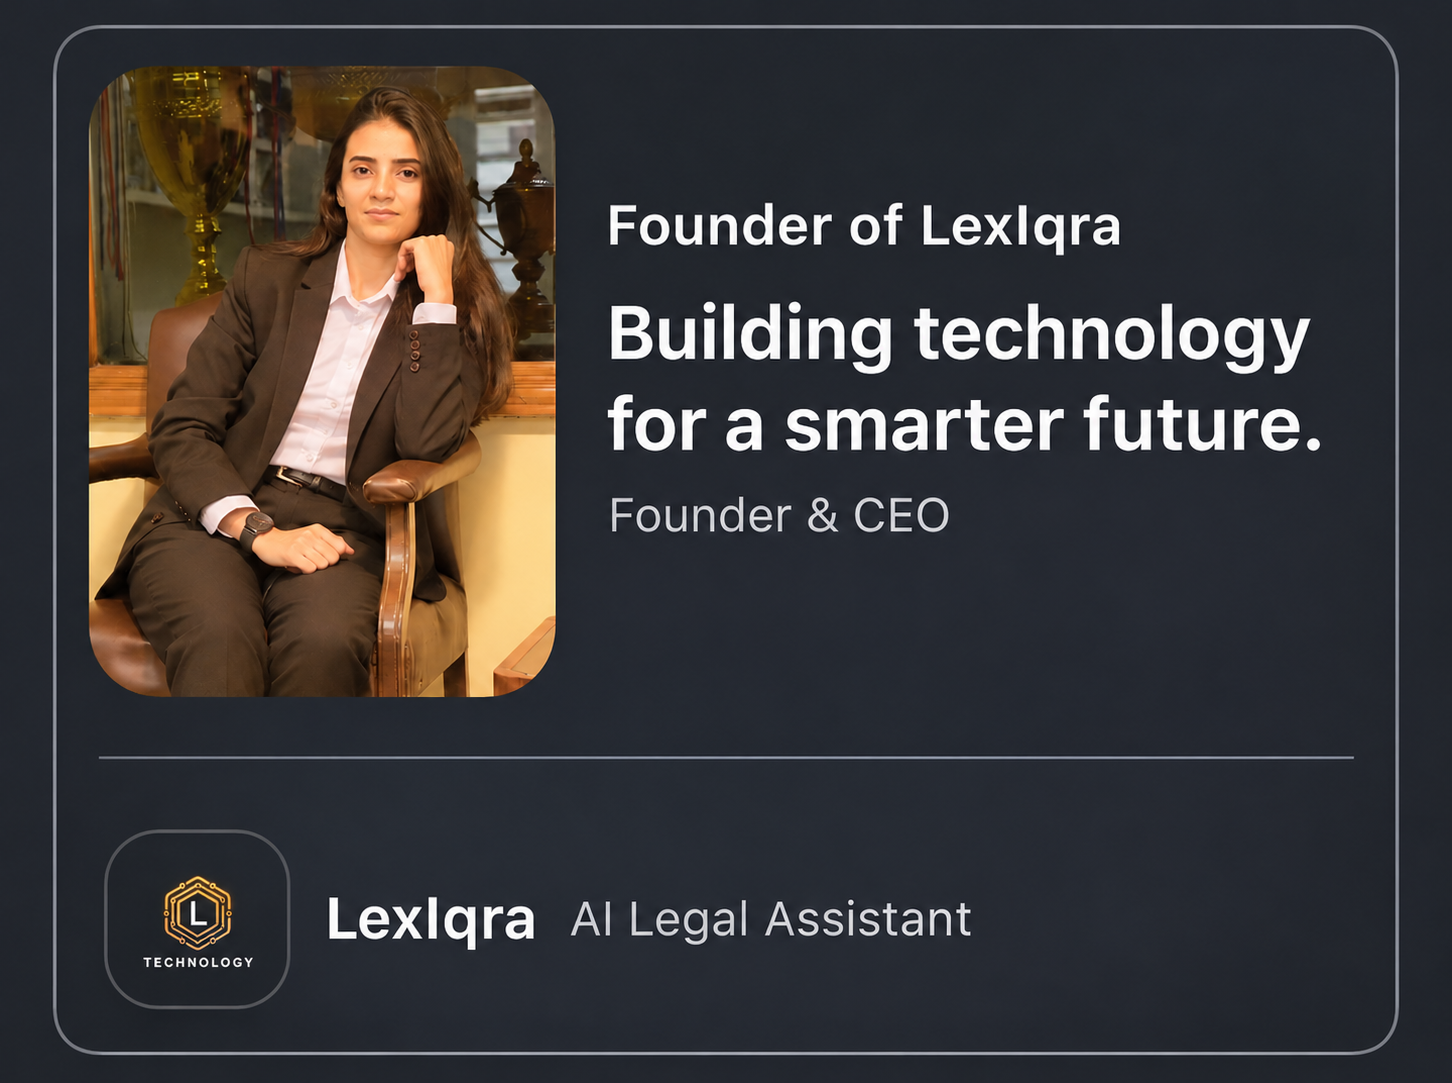 Founder of LexIqra
Building technology
for a smarter future.
Founder & CEO
L
TECHNOLOGY
LexIqra AI Legal Assistant